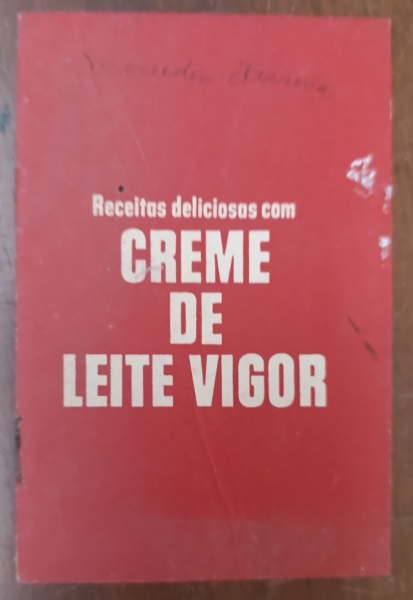 Receitas deliciosas com
CREME
DE
LEITE VIGOR